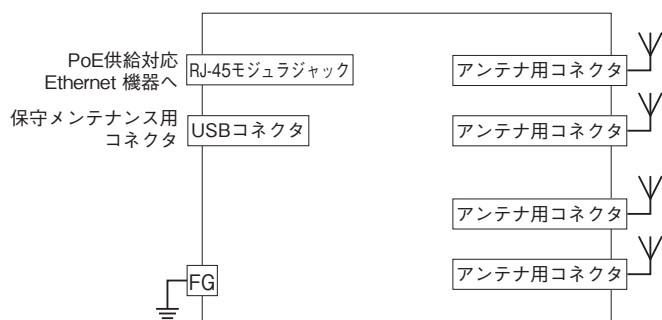 PoE供給対応
Ethernet 機器へ
RJ-45モジュラジャック
保守メンテナンス用
コネクタ
USBコネクタ
FG
アンテナ用コネクタ
アンテナ用コネクタ
アンテナ用コネクタ
アンテナ用コネクタ